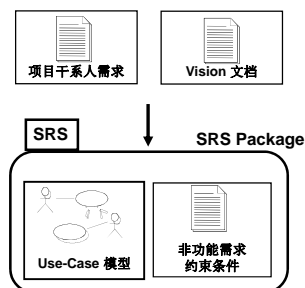 项目干系人需求
Vision 文档
SRS
SRS Package
Use-Case 模型
非功能需求
约束条件